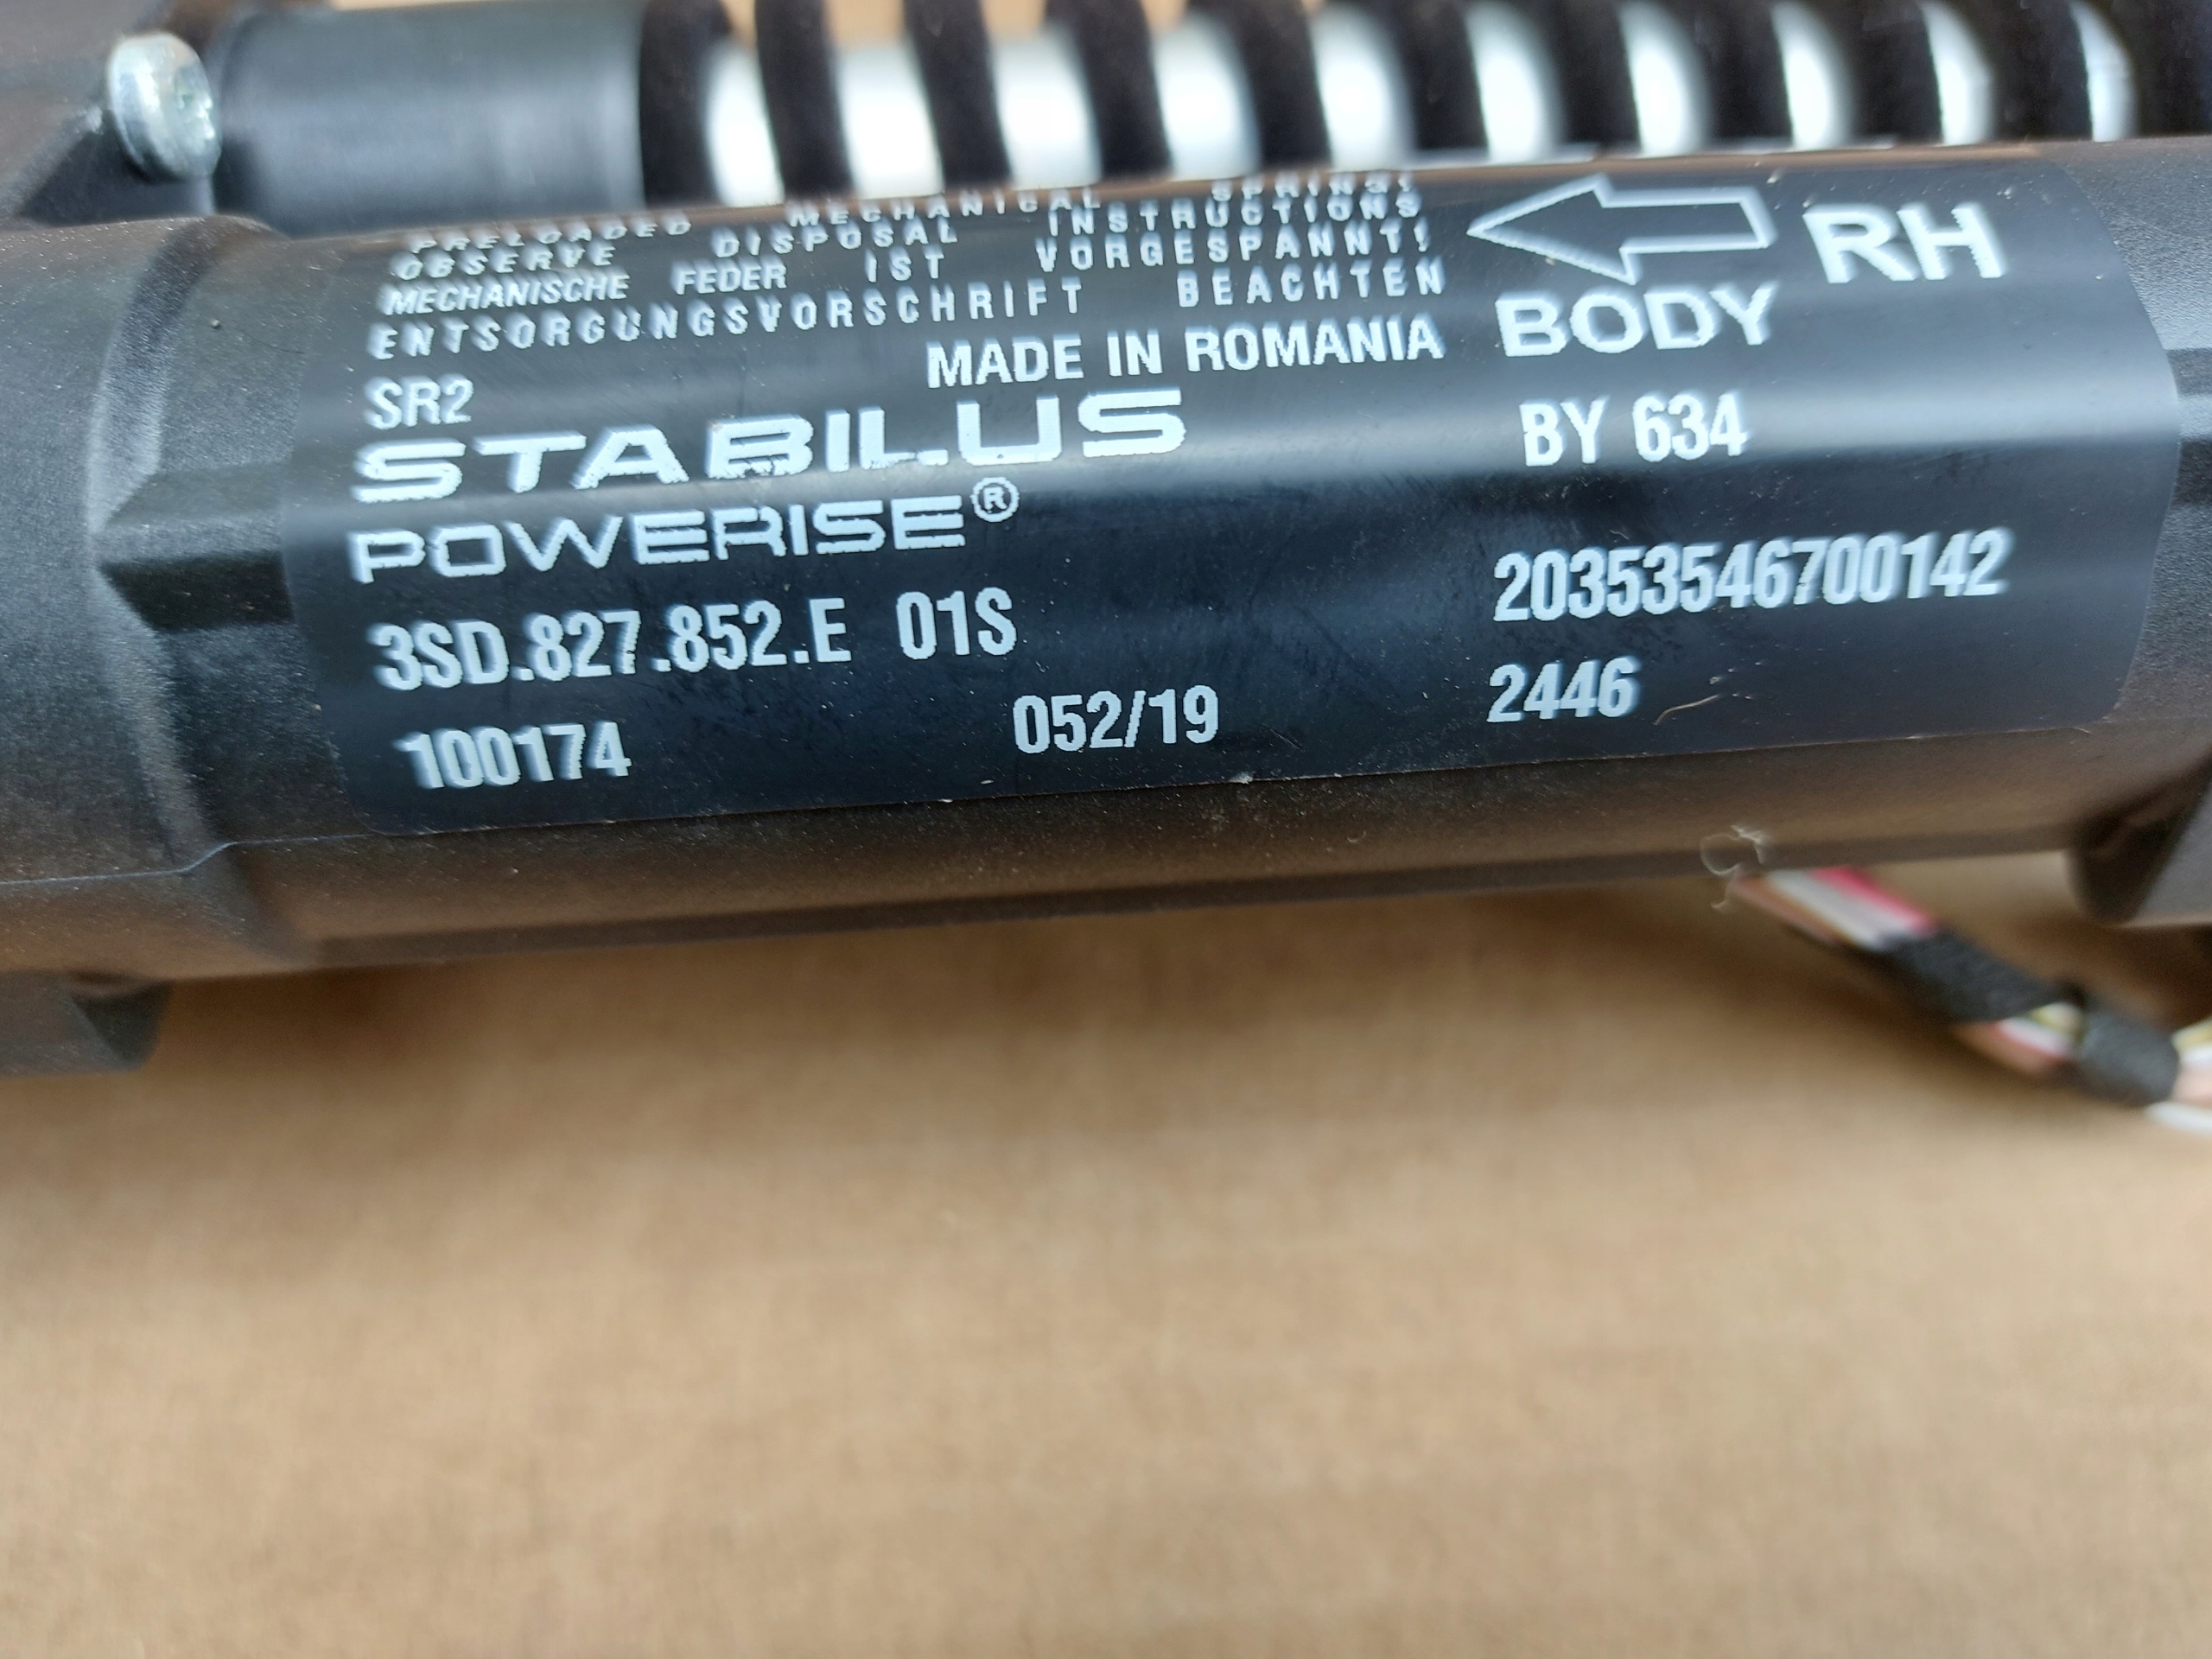 PRELOADED MECHANICAL SPRING!
OBSERVE DISPOSAL INSTRUCTIONS
MECHANISCHE FEDER IST VORGESPANNT!
ENTSORGUNGSVORSCHRIFT BEACHTEN
RH
BODY
SR2 MADE IN ROMANIA
STABILUS
BY 634
POWERISE®
3SD.827.852.E 01S
20353546700142
100174 052/19 2446